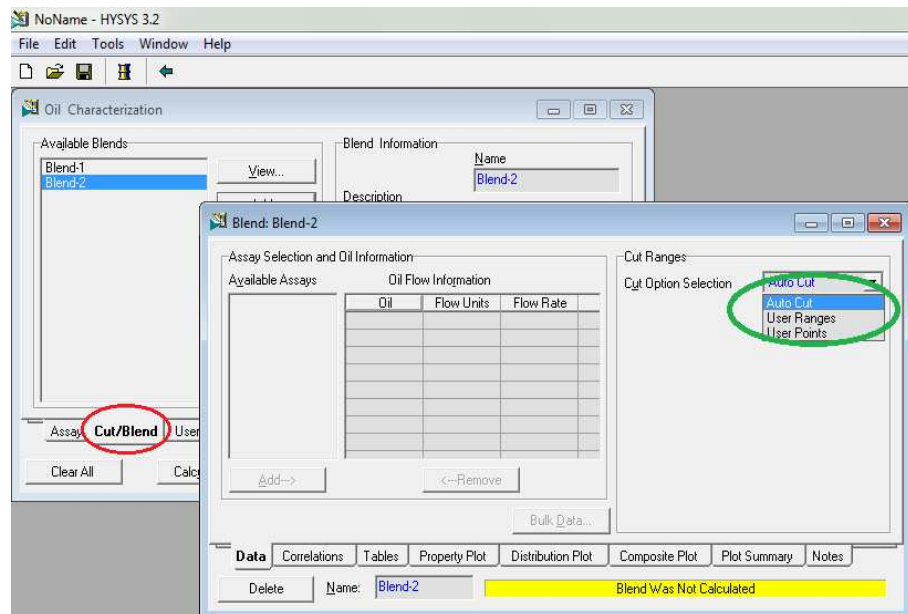 NoName - HYSYS 3.2
File Edit Tools Window Help
Oil Characterization
Available Blends
Blend-1
Blend-2
View...
Blend Information
Name
Blend-2
Description
Assay Cut/Blend User
Clear All
Blend: Blend-2
Assay Selection and Oil Information
Available Assays
Oil Flow Information
Oil Flow Units Flow Rate
Add-->
<--Remove
Bulk Data...
Cut Ranges
Cut Option Selection
Auto Cut
Auto Cut
User Ranges
User Points
Data Correlations Tables Property Plot Distribution Plot Composite Plot Plot Summary Notes
Delete Name: Blend-2 Blend Was Not Calculated